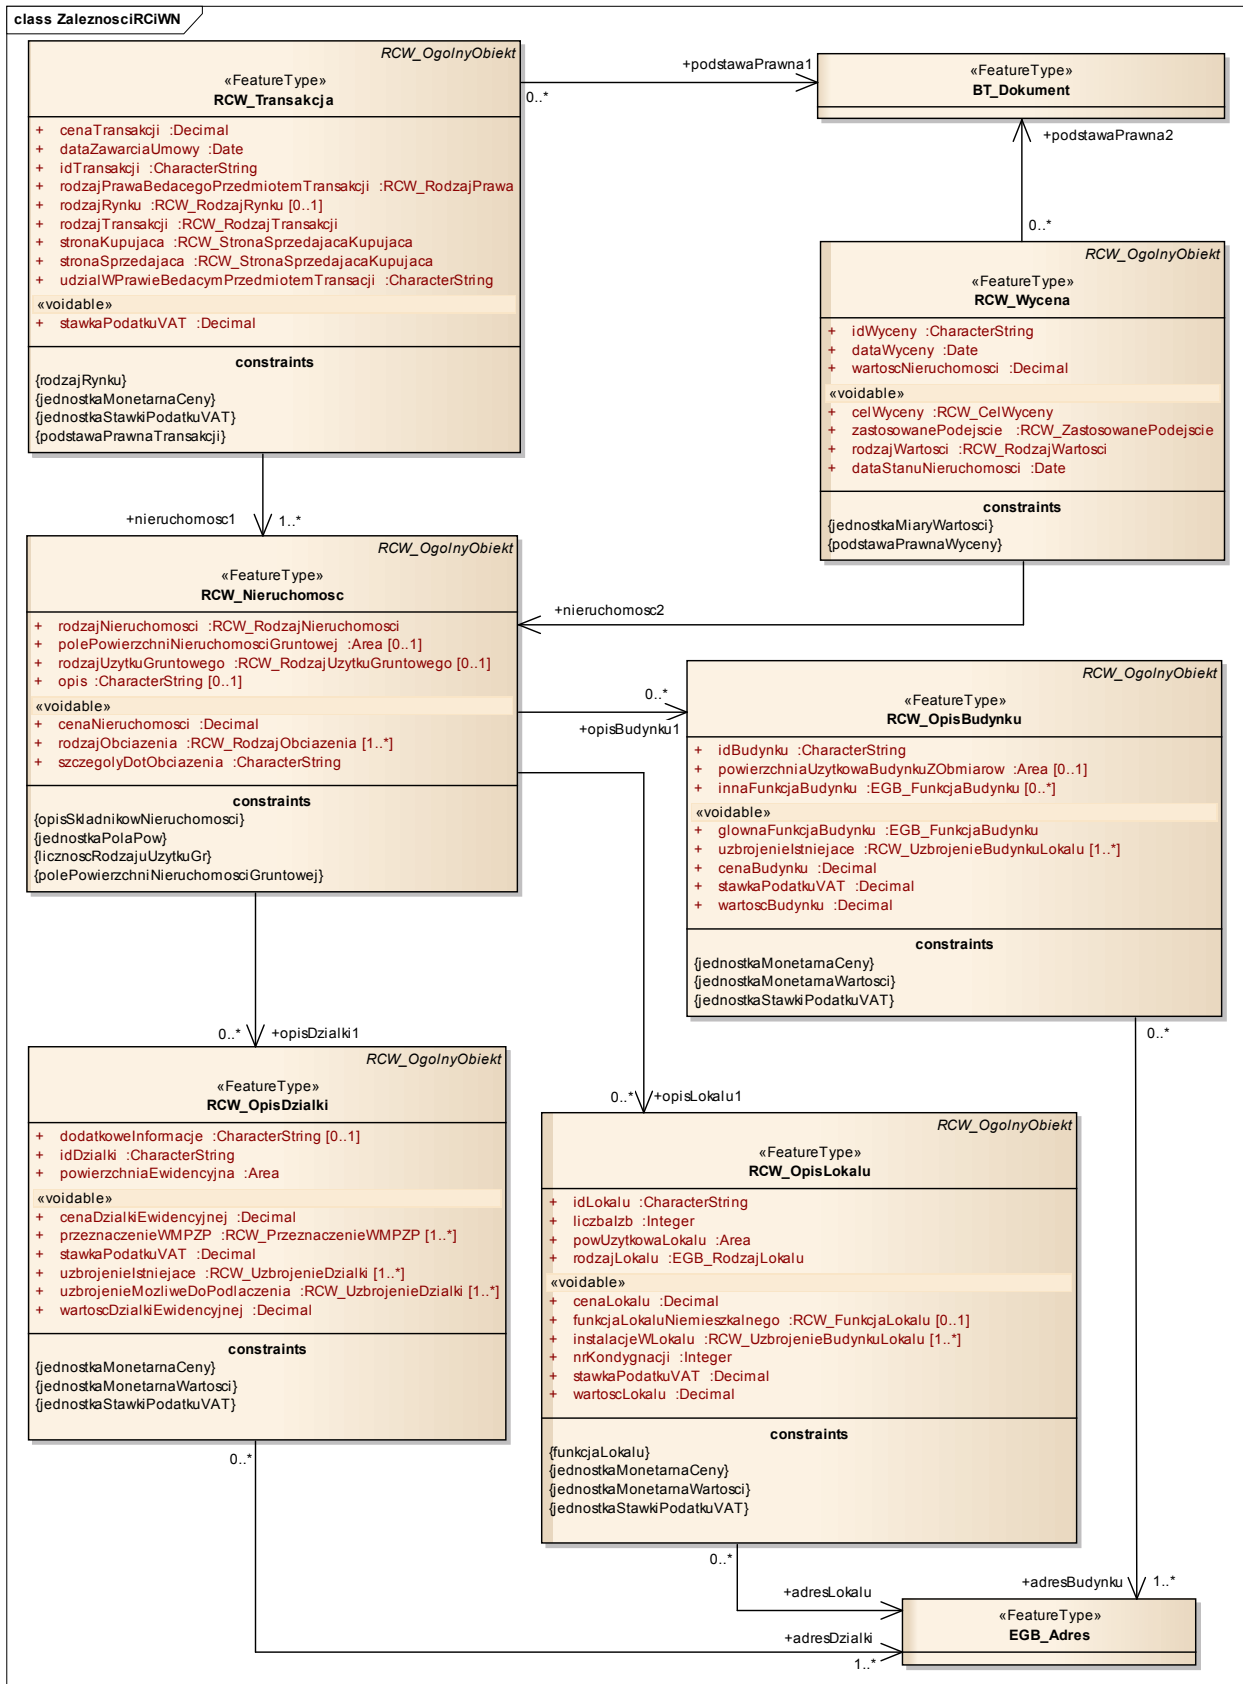 class ZaleznosciRCiWN
RCW_OgolnyObiekt
«FeatureType»
RCW_Transakcja
+ cenaTransakcji :Decimal
+ dataZawarciaUmowy :Date
+ idTransakcji :CharacterString
+ rodzajPrawaBedacegoPrzedmiotemTransakcji :RCW_RodzajPrawa
+ rodzajRynku :RCW_RodzajRynku [0..1]
+ rodzajTransakcji :RCW_RodzajTransakcji
+ stronaKupujaca :RCW_StronaSprzedajacaKupujaca
+ stronaSprzedajaca :RCW_StronaSprzedajacaKupujaca
+ udzialWPrawieBedacymPrzedmiotemTransacji :CharacterString
«voidable»
+ stawkaPodatkuVAT :Decimal
constraints
{rodzajRynku}
{jednostkaMonetarnaCeny}
{jednostkaStawkiPodatkuVAT}
{podstawaPrawnaTransakcji}
+podstawaPrawna1
0..*
«FeatureType»
BT_Dokument
+podstawaPrawna2
0..*
RCW_OgolnyObiekt
«FeatureType»
RCW_Wycena
+ idWyceny :CharacterString
+ dataWyceny :Date
+ wartoscNieruchomosci :Decimal
«voidable»
+ celWyceny :RCW_CelWyceny
+ zastosowanePodejscie :RCW_ZastosowanePodejscie
+ rodzajWartosci :RCW_RodzajWartosci
+ dataStanuNieruchomosci :Date
constraints
{jednostkaMiaryWartosci}
{podstawaPrawnaWyceny}
+nieruchomosc1
1..*
+nieruchomosc2
RCW_OgolnyObiekt
«FeatureType»
RCW_Nieruchomosc
+ rodzajNieruchomosci :RCW_RodzajNieruchomosci
+ polePowierzchniNieruchomosciGruntowej :Area [0..1]
+ rodzajUzytkuGruntowego :RCW_RodzajUzytkuGruntowego [0..1]
+ opis :CharacterString [0..1]
«voidable»
+ cenaNieruchomosci :Decimal
+ rodzajObciazenia :RCW_RodzajObciazenia [1..*]
+ szczegolyDotObciazenia :CharacterString
constraints
{opisSkladnikowNieruchomosci}
{jednostkaPolaPow}
{licznoscRodzajuUzytkuGr}
{polePowierzchniNieruchomosciGruntowej}
0..*
+opisBudynku1
RCW_OgolnyObiekt
«FeatureType»
RCW_OpisBudynku
+ idBudynku :CharacterString
+ powierzchniaUzytkowaBudynkuZObmiarow :Area [0..1]
+ innaFunkcjaBudynku :EGB_FunkcjaBudynku [0..*]
«voidable»
+ glownaFunkcjaBudynku :EGB_FunkcjaBudynku
+ uzbrojenieIstniejace :RCW_UzbrojenieBudynkuLokalu [1..*]
+ cenaBudynku :Decimal
+ stawkaPodatkuVAT :Decimal
+ wartoscBudynku :Decimal
constraints
{jednostkaMonetarnaCeny}
{jednostkaMonetarnaWartosci}
{jednostkaStawkiPodatkuVAT}
0..*
0..*
+opisDzialki1
RCW_OgolnyObiekt
«FeatureType»
RCW_OpisDzialki
+ dodatkoweInformacje :CharacterString [0..1]
+ idDzialki :CharacterString
+ powierzchniaEwidencyjna :Area
«voidable»
+ cenaDzialkiEwidencyjnej :Decimal
+ przeznaczenieWMPZP :RCW_PrzeznaczenieWMPZP [1..*]
+ stawkaPodatkuVAT :Decimal
+ uzbrojenieIstniejace :RCW_UzbrojenieDzialki [1..*]
+ uzbrojenieMozliweDoPodlaczenia :RCW_UzbrojenieDzialki [1..*]
+ wartoscDzialkiEwidencyjnej :Decimal
constraints
{jednostkaMonetarnaCeny}
{jednostkaMonetarnaWartosci}
{jednostkaStawkiPodatkuVAT}
0..*
0..*
+opisLokalu1
RCW_OgolnyObiekt
«FeatureType»
RCW_OpisLokalu
+ idLokalu :CharacterString
+ liczbaIzb :Integer
+ powUzytkowaLokalu :Area
+ rodzajLokalu :EGB_RodzajLokalu
«voidable»
+ cenaLokalu :Decimal
+ funkcjaLokaluNiemieszkalnego :RCW_FunkcjaLokalu [0..1]
+ instalacjeWLokalu :RCW_UzbrojenieBudynkuLokalu [1..*]
+ nrKondygnacji :Integer
+ stawkaPodatkuVAT :Decimal
+ wartoscLokalu :Decimal
constraints
{funkcjaLokalu}
{jednostkaMonetarnaCeny}
{jednostkaMonetarnaWartosci}
{jednostkaStawkiPodatkuVAT}
0..*
+adresLokalu
+adresBudynku
1..*
+adresDzialki
1..*
«FeatureType»
EGB_Adres